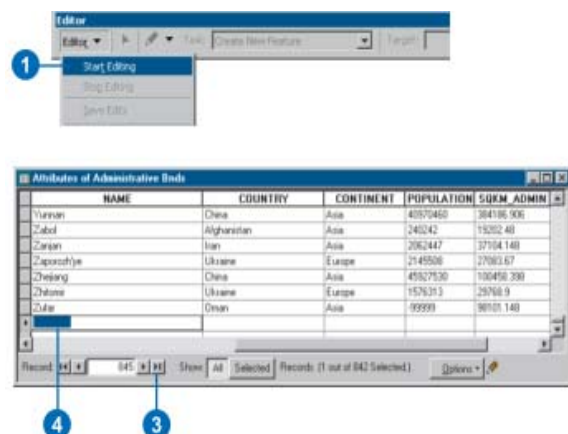 Editor
Editor Task: Create New Feature Target:
1
Start Editing
Stop Editing
Save Edits
Attributes of Administrative Bnds
NAME COUNTRY CONTINENT POPULATION SQKM_ADMIN
Yunnan China Asia 40970460 384186.906
Zabol Afghanistan Asia 240242 19202.48
Zanjan Iran Asia 2062447 37104.148
Zaporozh'ye Ukraine Europe 2145508 27083.67
Zhejiang China Asia 45927530 100458.398
Zhitomir Ukraine Europe 1576313 29768.9
Zufar Oman Asia -99999 98101.148
Record: 845 Show: All Selected Records (1 out of 842 Selected.) Options
4 3